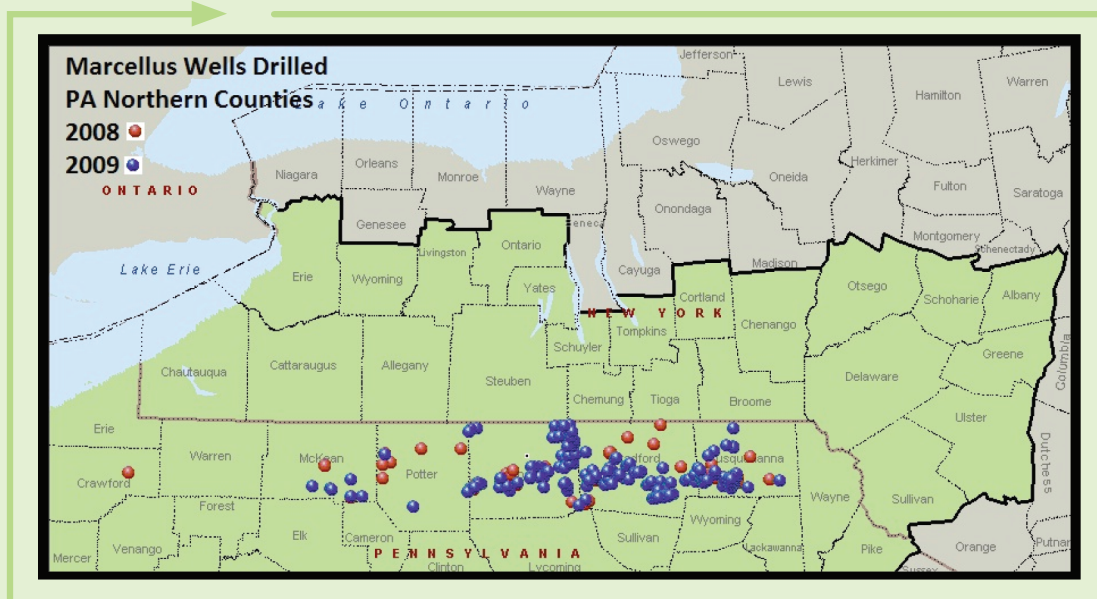 Marcellus Wells Drilled
PA Northern Counties
2008
2009
Lake Ontario
ONTARIO
Jefferson
Lewis
Warren
Hamilton
Oswego
Oneida
Herkimer
Fulton
Saratoga
Niagara
Orleans
Monroe
Wayne
Genesee
Onondaga
Cayuga
Madison
Montgomery
Schenectady
Lake Erie
Erie
Wyoming
Livingston
Ontario
Yates
Cortland
Chenango
Otsego
Schoharie
Albany
NEW YORK
Tompkins
Schuyler
Greene
Columbia
Chautauqua
Cattaraugus
Allegany
Steuben
Chemung
Tioga
Broome
Delaware
Ulster
Dutchess
Erie
Warren
McKean
Potter
Crawford
Forest
Wayne
Sullivan
Wyoming
Mercer
Venango
Elk
Cameron
PENNSYLVANIA
Clinton
Lycoming
Sullivan
Lackawanna
Pike
Orange
Sussex